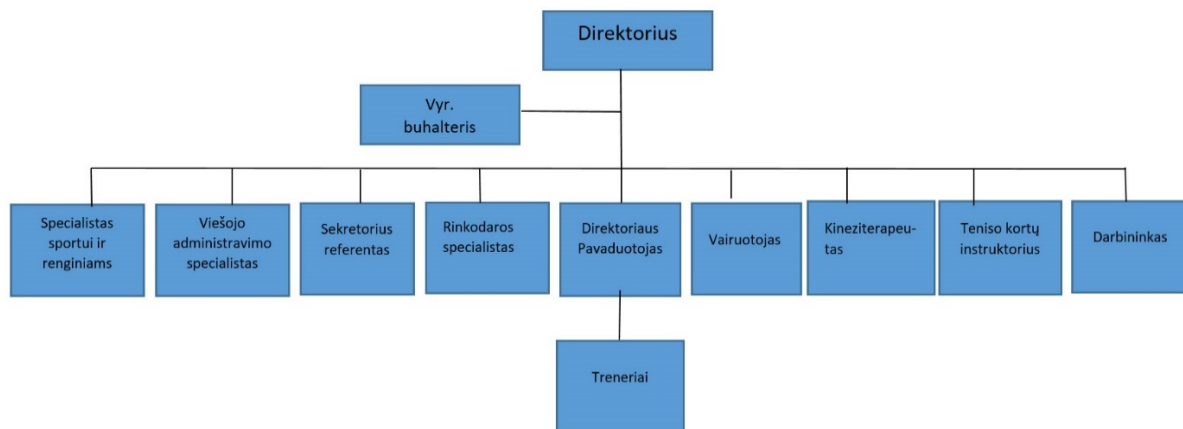 Direktorius
Vyr.
buhalteris
Specialistas
sportui ir
renginiams
Viešojo
administravimo
specialistas
Sekretorius
referentas
Rinkodaros
specialistas
Direktoriaus
Pavaduotojas
Vairuotojas
Kineziterapeu-
tas
Teniso kortų
instruktorius
Darbininkas
Treneriai